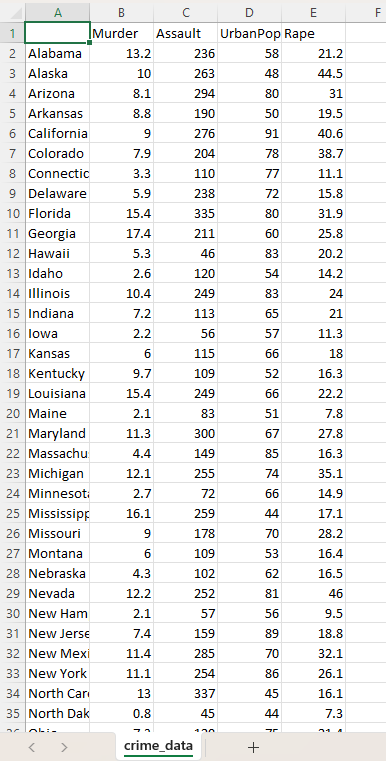 A B C D E F
1 Murder Assault UrbanPop Rape
2 Alabama 13.2 236 58 21.2
3 Alaska 10 263 48 44.5
4 Arizona 8.1 294 80 31
5 Arkansas 8.8 190 50 19.5
6 California 9 276 91 40.6
7 Colorado 7.9 204 78 38.7
8 Connectic 3.3 110 77 11.1
9 Delaware 5.9 238 72 15.8
10 Florida 15.4 335 80 31.9
11 Georgia 17.4 211 60 25.8
12 Hawaii 5.3 46 83 20.2
13 Idaho 2.6 120 54 14.2
14 Illinois 10.4 249 83 24
15 Indiana 7.2 113 65 21
16 Iowa 2.2 56 57 11.3
17 Kansas 6 115 66 18
18 Kentucky 9.7 109 52 16.3
19 Louisiana 15.4 249 66 22.2
20 Maine 2.1 83 51 7.8
21 Maryland 11.3 300 67 27.8
22 Massachu 4.4 149 85 16.3
23 Michigan 12.1 255 74 35.1
24 Minnesota 2.7 72 66 14.9
25 Mississipp 16.1 259 44 17.1
26 Missouri 9 178 70 28.2
27 Montana 6 109 53 16.4
28 Nebraska 4.3 102 62 16.5
29 Nevada 12.2 252 81 46
30 New Ham 2.1 57 56 9.5
31 New Jerse 7.4 159 89 18.8
32 New Mexi 11.4 285 70 32.1
33 New York 11.1 254 86 26.1
34 North Car 13 337 45 16.1
35 North Dak 0.8 45 44 7.3
36 Ohio 7.3 120 75 21.4
crime_data